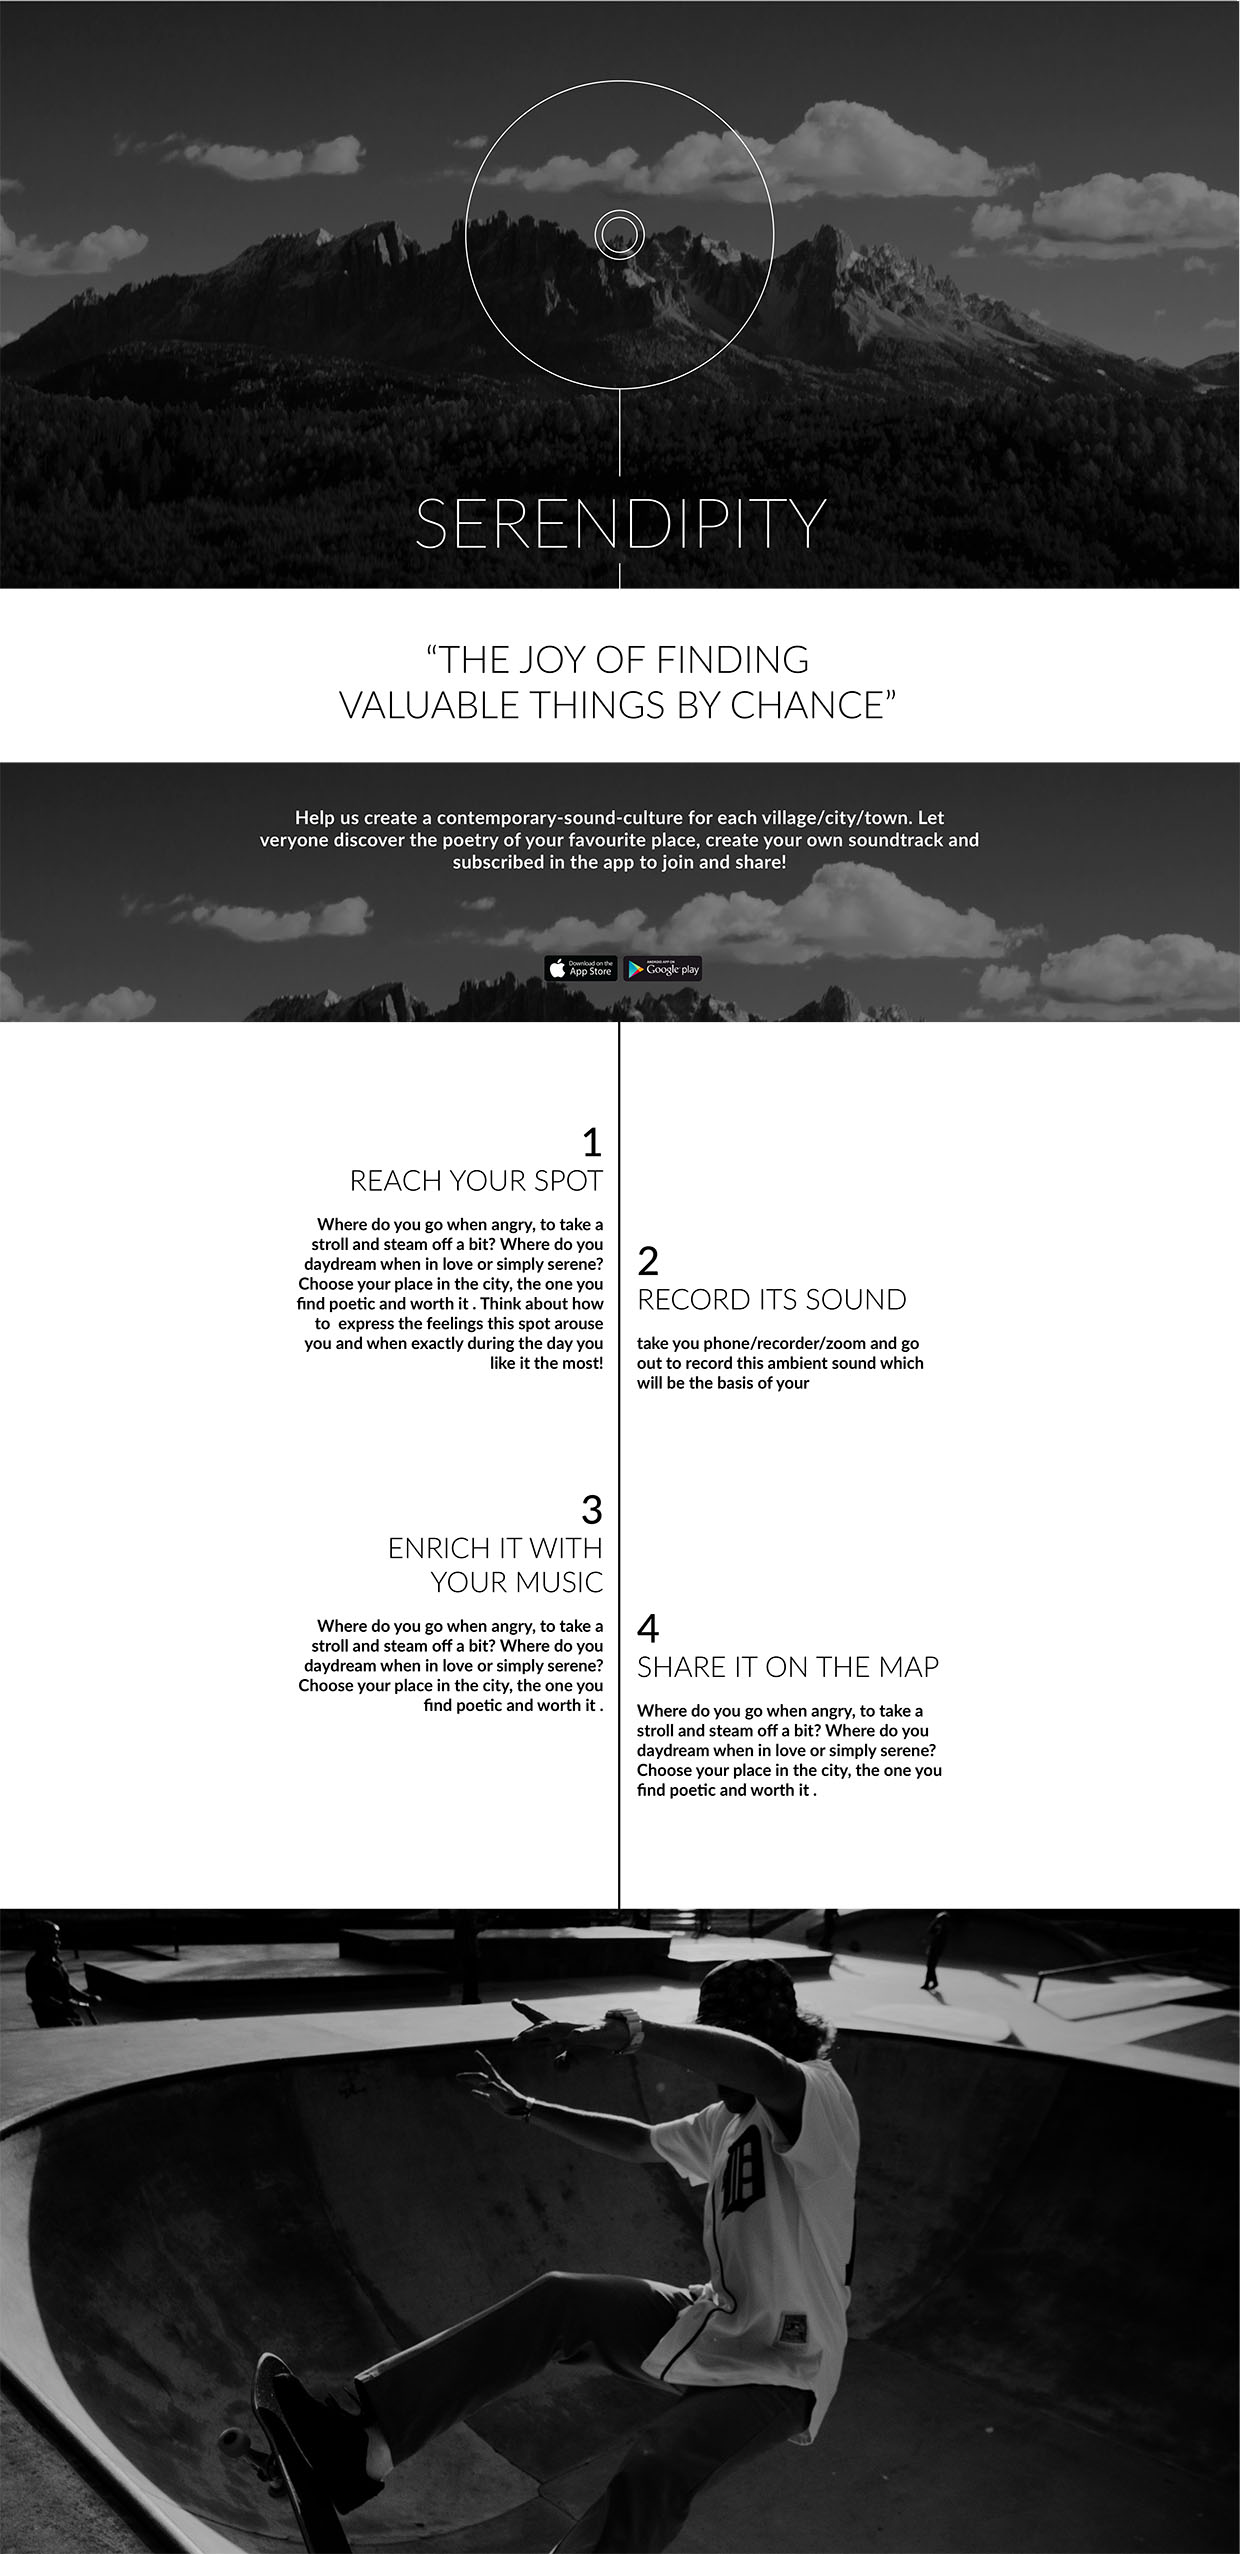 SERENDIPITY
“THE JOY OF FINDING
VALUABLE THINGS BY CHANCE”
Help us create a contemporary-sound-culture for each village/city/town. Let
veryone discover the poetry of your favourite place, create your own soundtrack and
subscribed in the app to join and share!
Download on the
App Store
ANDROID APP ON
Google play
1
REACH YOUR SPOT
Where do you go when angry, to take a
stroll and steam off a bit? Where do you
daydream when in love or simply serene?
Choose your place in the city, the one you
find poetic and worth it . Think about how
to  express the feelings this spot arouse
you and when exactly during the day you
like it the most!
2
RECORD ITS SOUND
take you phone/recorder/zoom and go
out to record this ambient sound which
will be the basis of your
3
ENRICH IT WITH
YOUR MUSIC
Where do you go when angry, to take a
stroll and steam off a bit? Where do you
daydream when in love or simply serene?
Choose your place in the city, the one you
find poetic and worth it .
4
SHARE IT ON THE MAP
Where do you go when angry, to take a
stroll and steam off a bit? Where do you
daydream when in love or simply serene?
Choose your place in the city, the one you
find poetic and worth it .
D